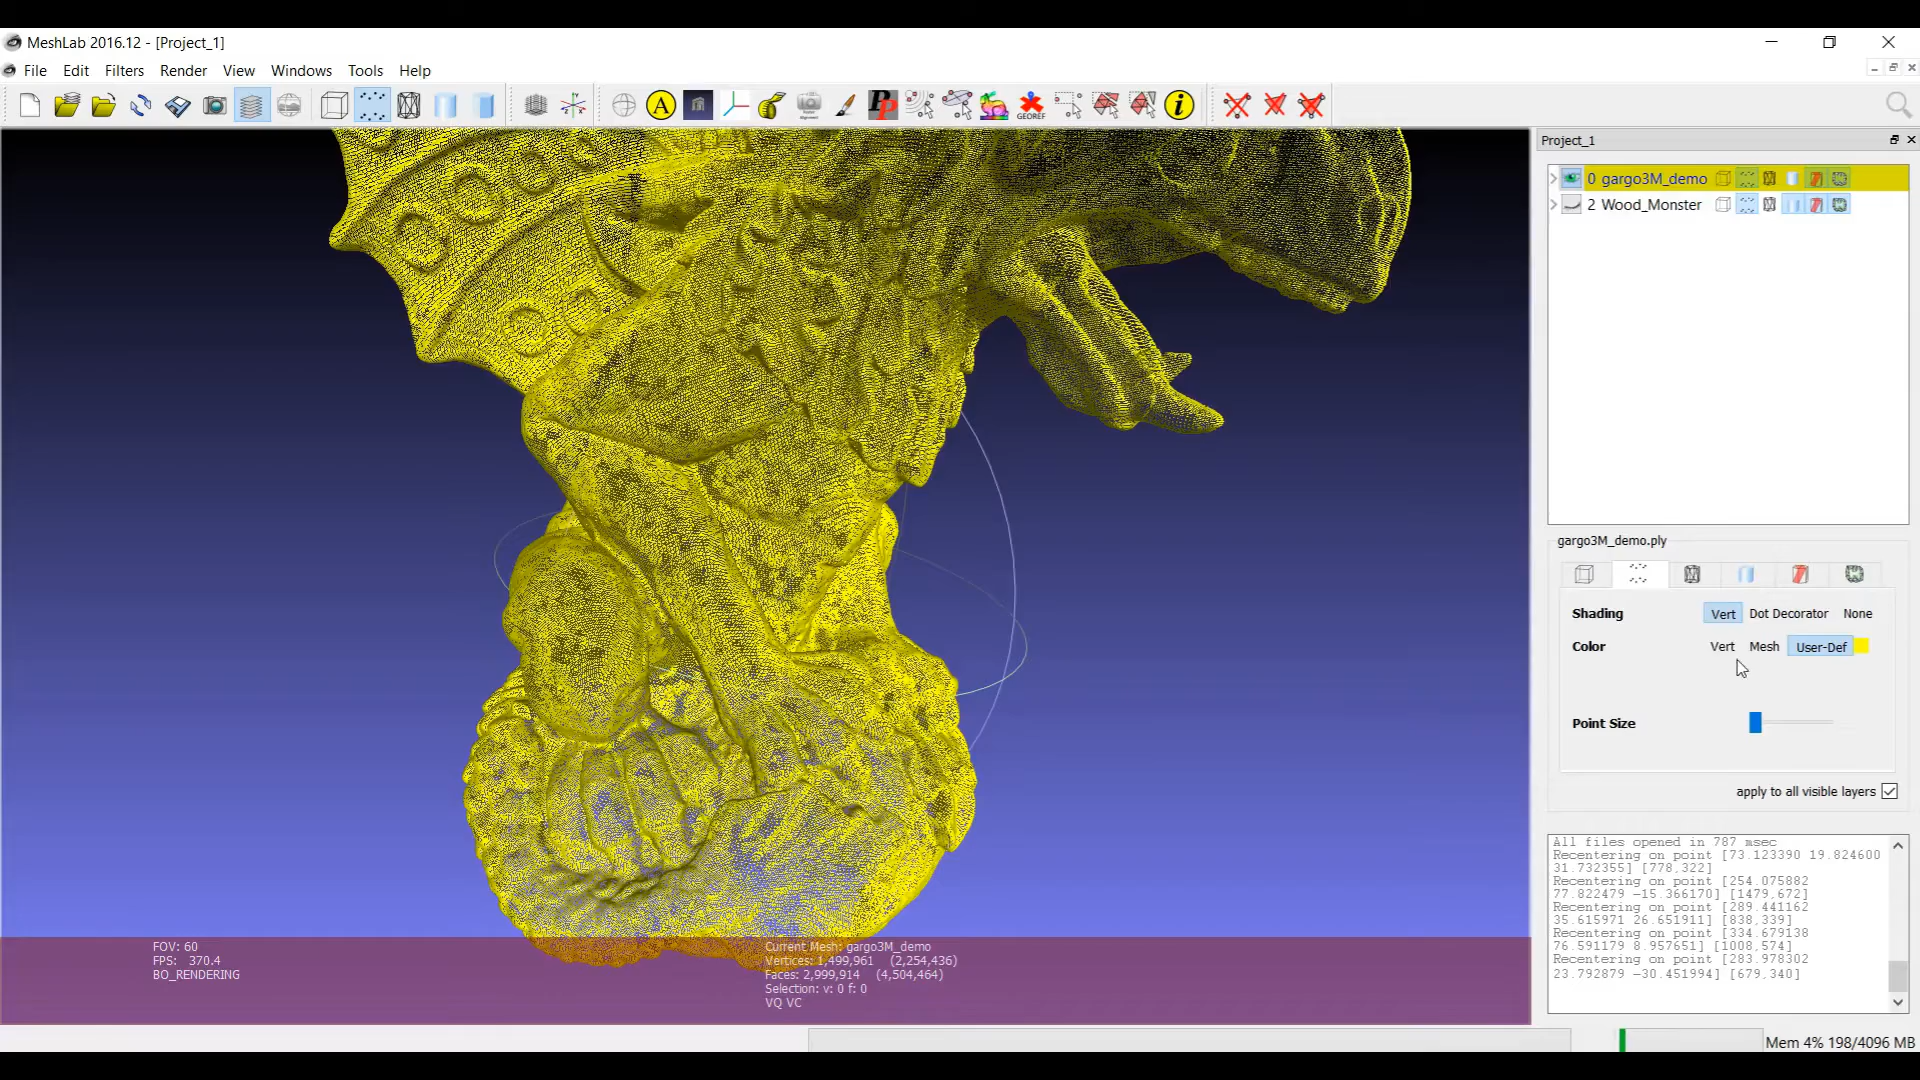 MeshLab 2016.12 - [Project_1]
File Edit Filters Render View Windows Tools Help
A
PP
GEOREF
i
Project_1
0 gargo3M_demo
2 Wood_Monster
gargo3M_demo.ply
Shading Vert Dot Decorator None
Color Vert Mesh User-Def
Point Size
apply to all visible layers
All files opened in 787 msec
Recentering on point [73.123390 19.824600
31.732355] [778,322]
Recentering on point [254.075882
77.822479 -15.366170] [1479,672]
Recentering on point [289.441162
35.615971 26.651911] [838,339]
Recentering on point [334.679138
76.591179 8.957651] [1008,574]
Recentering on point [283.978302
23.792879 -30.451994] [679,340]
FOV: 60
FPS: 370.4
BO_RENDERING
Current Mesh: gargo3M_demo
Vertices: 1,499,961 (2,254,436)
Faces: 2,999,914 (4,504,464)
Selection: v: 0 f: 0
VQ VC
Mem 4% 198/4096 MB